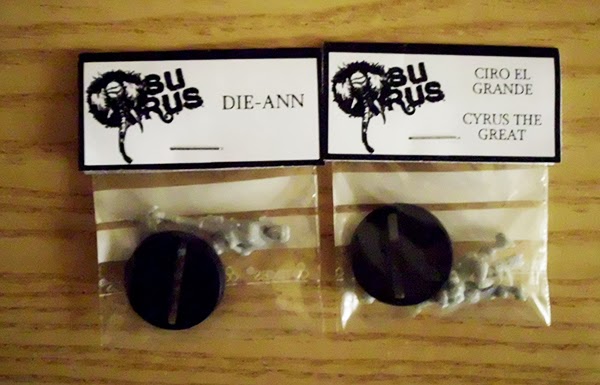 SU
RUS
DIE-ANN
SU
RUS
CIRO EL
GRANDE
CYRUS THE
GREAT